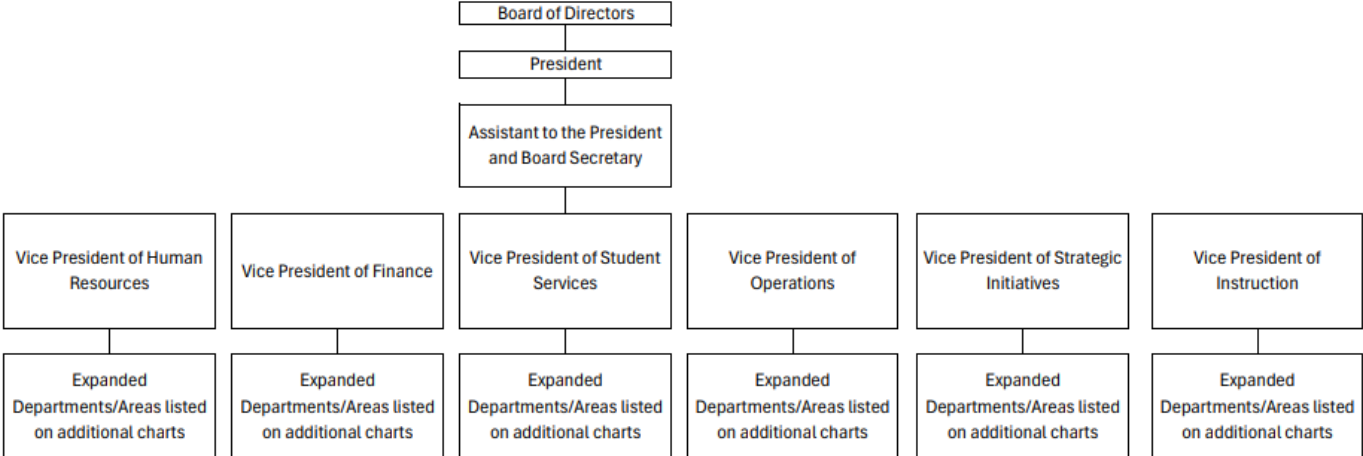 Board of Directors
President
Assistant to the President
and Board Secretary
Vice President of Human
Resources
Vice President of Finance
Vice President of Student
Services
Vice President of
Operations
Vice President of Strategic
Initiatives
Vice President of
Instruction
Expanded
Departments/Areas listed
on additional charts
Expanded
Departments/Areas listed
on additional charts
Expanded
Departments/Areas listed
on additional charts
Expanded
Departments/Areas listed
on additional charts
Expanded
Departments/Areas listed
on additional charts
Expanded
Departments/Areas listed
on additional charts